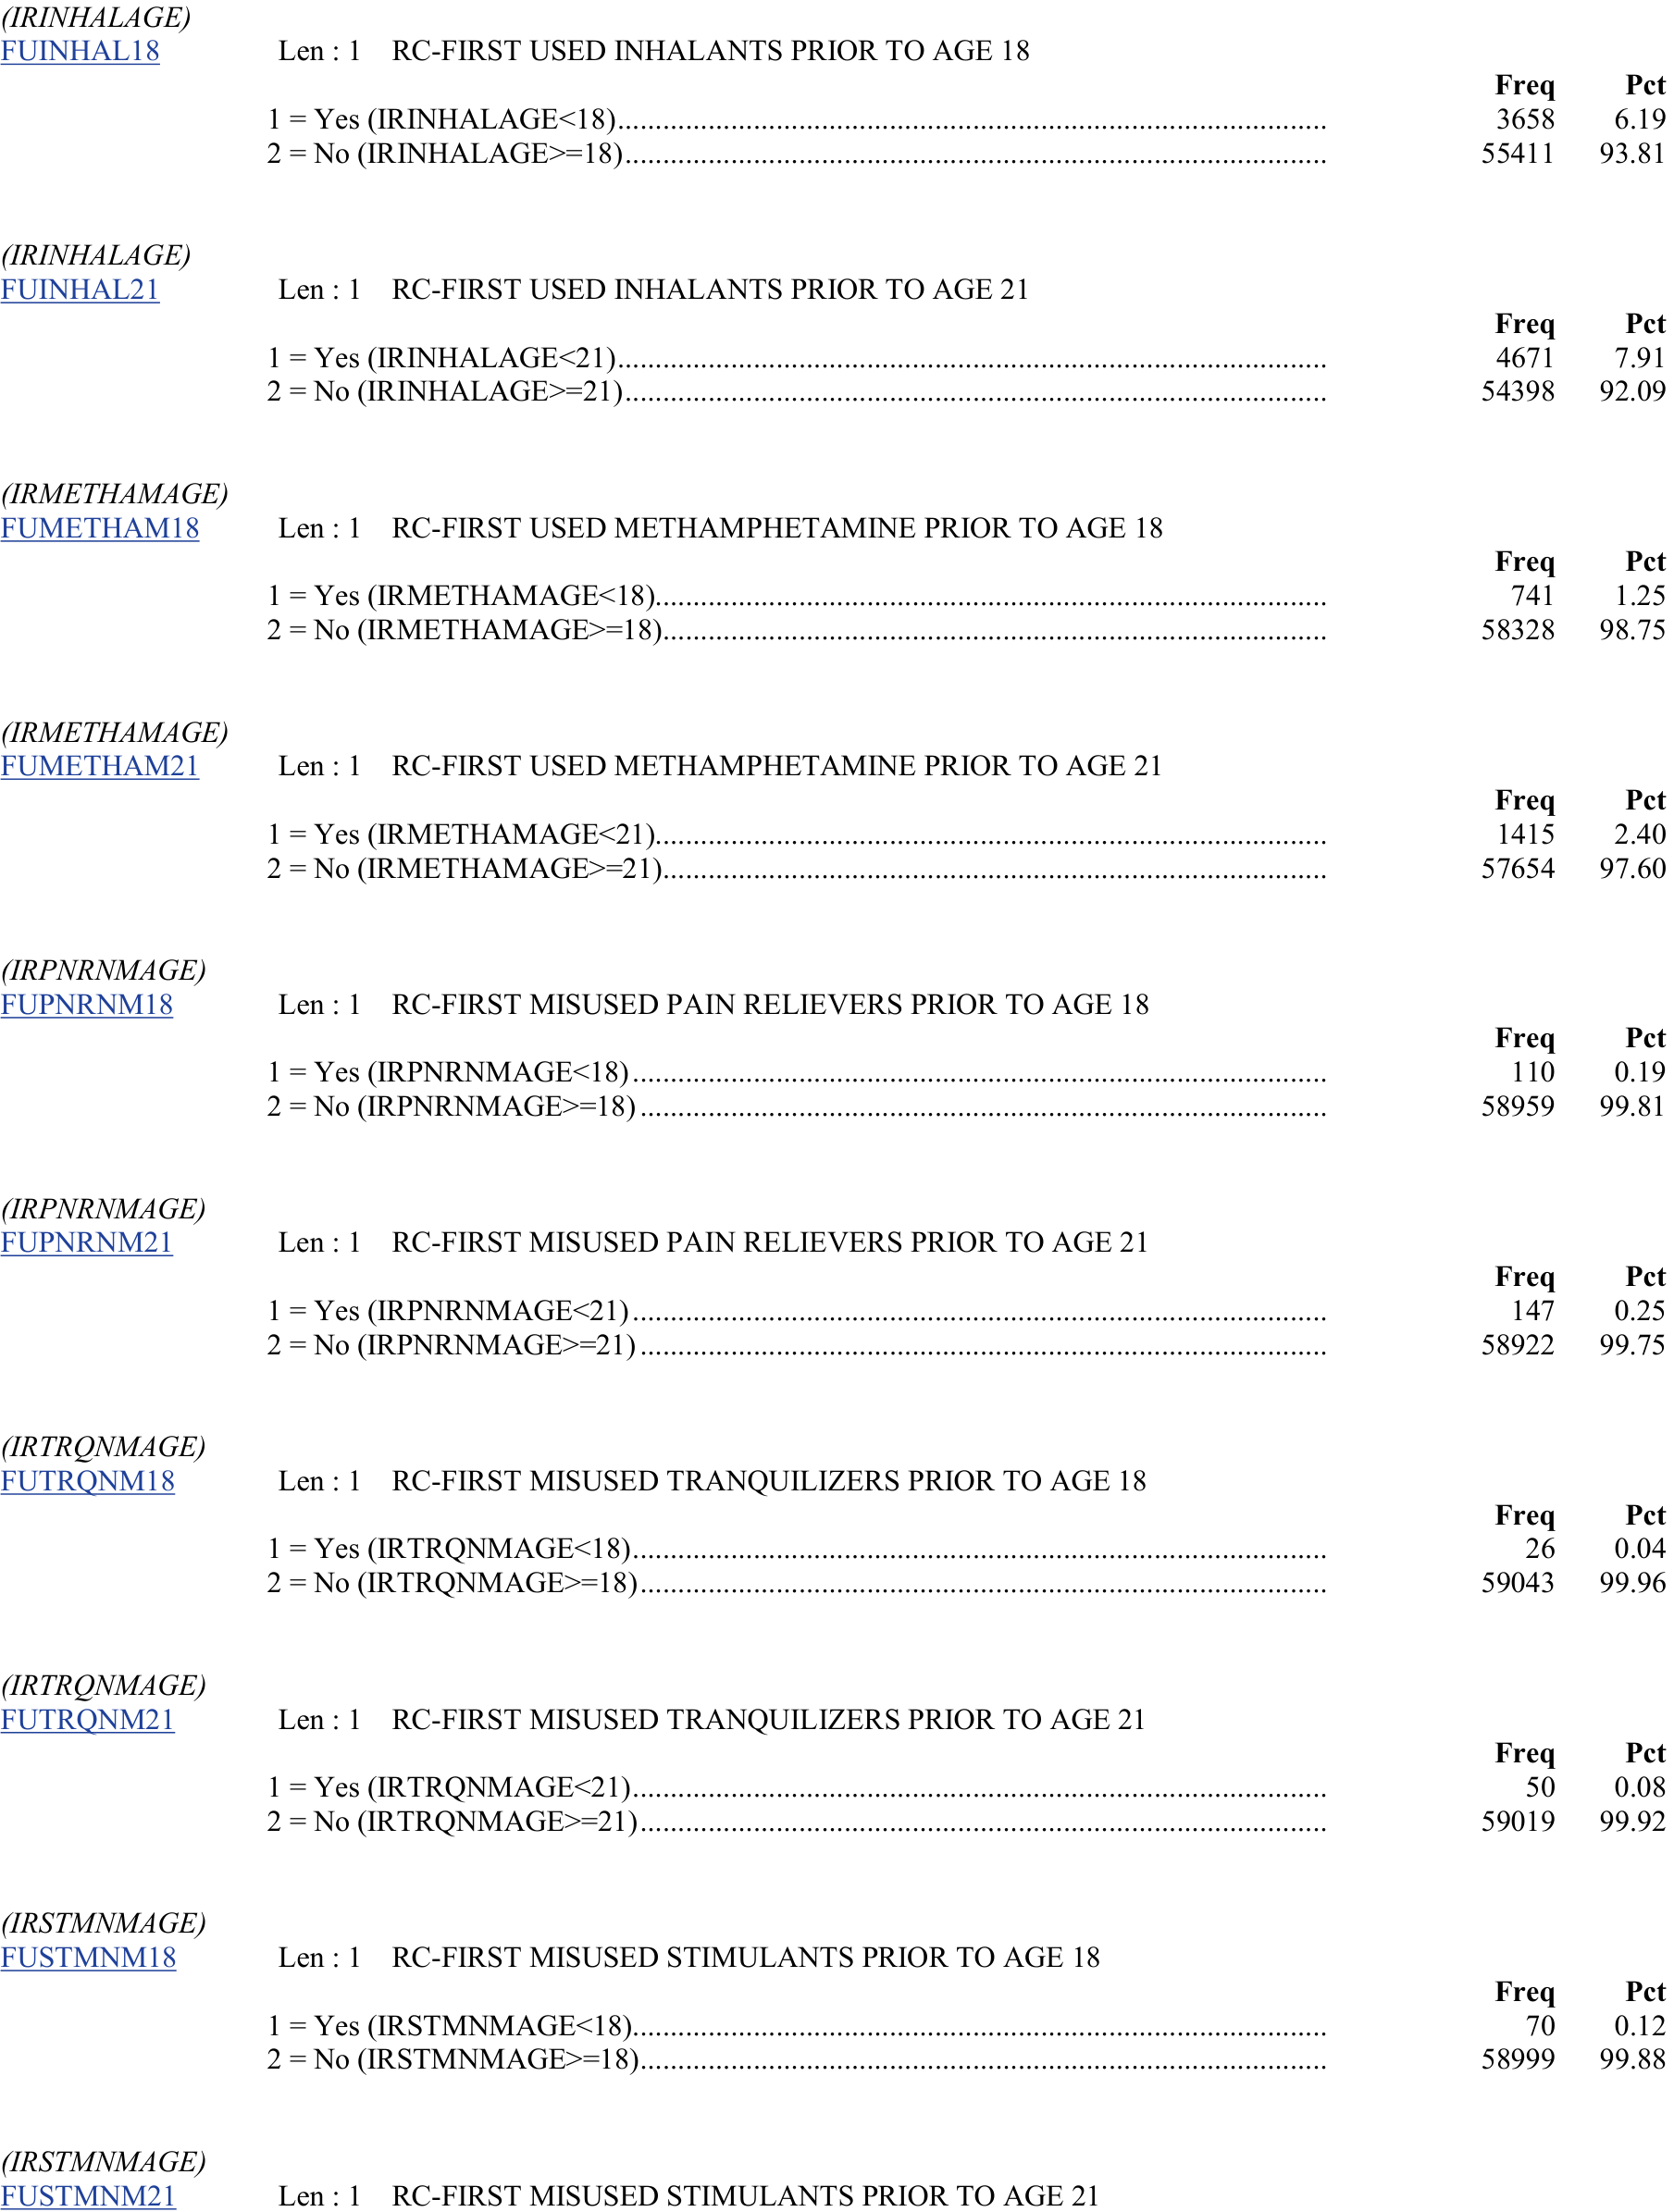 (IRINHALAGE)
FUINHAL18 Len : 1 RC-FIRST USED INHALANTS PRIOR TO AGE 18
Freq Pct
1 = Yes (IRINHALAGE<18)............................................................ 3658 6.19
2 = No (IRINHALAGE>=18)............................................................ 55411 93.81
(IRINHALAGE)
FUINHAL21 Len : 1 RC-FIRST USED INHALANTS PRIOR TO AGE 21
Freq Pct
1 = Yes (IRINHALAGE<21)............................................................ 4671 7.91
2 = No (IRINHALAGE>=21)............................................................ 54398 92.09
(IRMETHAMAGE)
FUMETHAM18 Len : 1 RC-FIRST USED METHAMPHETAMINE PRIOR TO AGE 18
Freq Pct
1 = Yes (IRMETHAMAGE<18)............................................................ 741 1.25
2 = No (IRMETHAMAGE>=18)............................................................ 58328 98.75
(IRMETHAMAGE)
FUMETHAM21 Len : 1 RC-FIRST USED METHAMPHETAMINE PRIOR TO AGE 21
Freq Pct
1 = Yes (IRMETHAMAGE<21)............................................................ 1415 2.40
2 = No (IRMETHAMAGE>=21)............................................................ 57654 97.60
(IRPNRNMAGE)
FUPNRNM18 Len : 1 RC-FIRST MISUSED PAIN RELIEVERS PRIOR TO AGE 18
Freq Pct
1 = Yes (IRPNRNMAGE<18)............................................................ 110 0.19
2 = No (IRPNRNMAGE>=18)............................................................ 58959 99.81
(IRPNRNMAGE)
FUPNRNM21 Len : 1 RC-FIRST MISUSED PAIN RELIEVERS PRIOR TO AGE 21
Freq Pct
1 = Yes (IRPNRNMAGE<21)............................................................ 147 0.25
2 = No (IRPNRNMAGE>=21)............................................................ 58922 99.75
(IRTRQNMAGE)
FUTRQNM18 Len : 1 RC-FIRST MISUSED TRANQUILIZERS PRIOR TO AGE 18
Freq Pct
1 = Yes (IRTRQNMAGE<18)............................................................ 26 0.04
2 = No (IRTRQNMAGE>=18)............................................................ 59043 99.96
(IRTRQNMAGE)
FUTRQNM21 Len : 1 RC-FIRST MISUSED TRANQUILIZERS PRIOR TO AGE 21
Freq Pct
1 = Yes (IRTRQNMAGE<21)............................................................ 50 0.08
2 = No (IRTRQNMAGE>=21)............................................................ 59019 99.92
(IRSTMNMAGE)
FUSTMNM18 Len : 1 RC-FIRST MISUSED STIMULANTS PRIOR TO AGE 18
Freq Pct
1 = Yes (IRSTMNMAGE<18)............................................................ 70 0.12
2 = No (IRSTMNMAGE>=18)............................................................ 58999 99.88
(IRSTMNMAGE)
FUSTMNM21 Len : 1 RC-FIRST MISUSED STIMULANTS PRIOR TO AGE 21